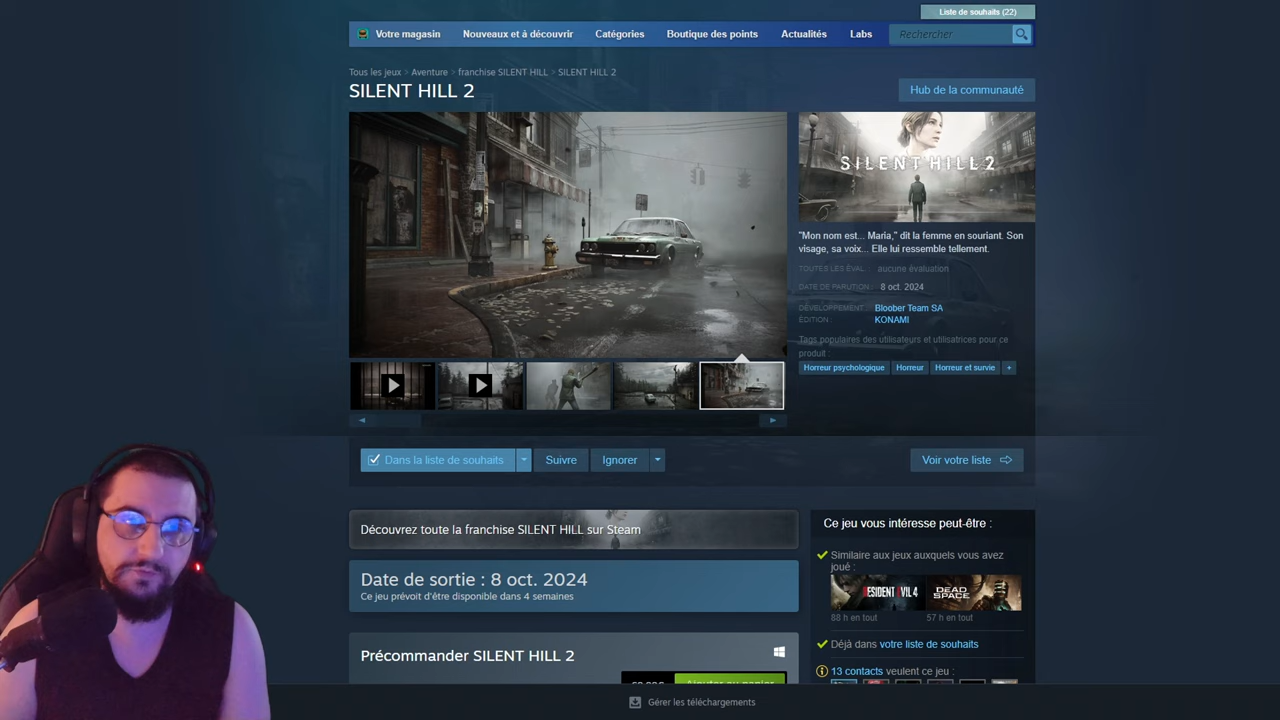 Liste de souhaits (22)
Votre magasin
Nouveaux et à découvrir
Catégories
Boutique des points
Actualités
Labs
Rechercher
Tous les jeux > Aventure > franchise SILENT HILL > SILENT HILL 2
SILENT HILL 2
Hub de la communauté
SILENT HILL 2
"Mon nom est... Maria," dit la femme en souriant. Son
visage, sa voix... Elle lui ressemble tellement.
TOUTES LES ÉVAL. : aucune évaluation
DATE DE PARUTION : 8 oct. 2024
DÉVELOPPEMENT : Bloober Team SA
ÉDITION : KONAMI
Tags populaires des utilisateurs et utilisatrices pour ce
produit :
Horreur psychologique
Horreur
Horreur et survie
+
Dans la liste de souhaits
Suivre
Ignorer
Voir votre liste
Découvrez toute la franchise SILENT HILL sur Steam
Date de sortie : 8 oct. 2024
Ce jeu prévoit d'être disponible dans 4 semaines
Précommander SILENT HILL 2
Ce jeu vous intéresse peut-être :
Similaire aux jeux auxquels vous avez
joué :
RESIDENT EVIL 4
DEAD SPACE
88 h en tout
57 h en tout
Déjà dans votre liste de souhaits
13 contacts veulent ce jeu :
Gérer les téléchargements